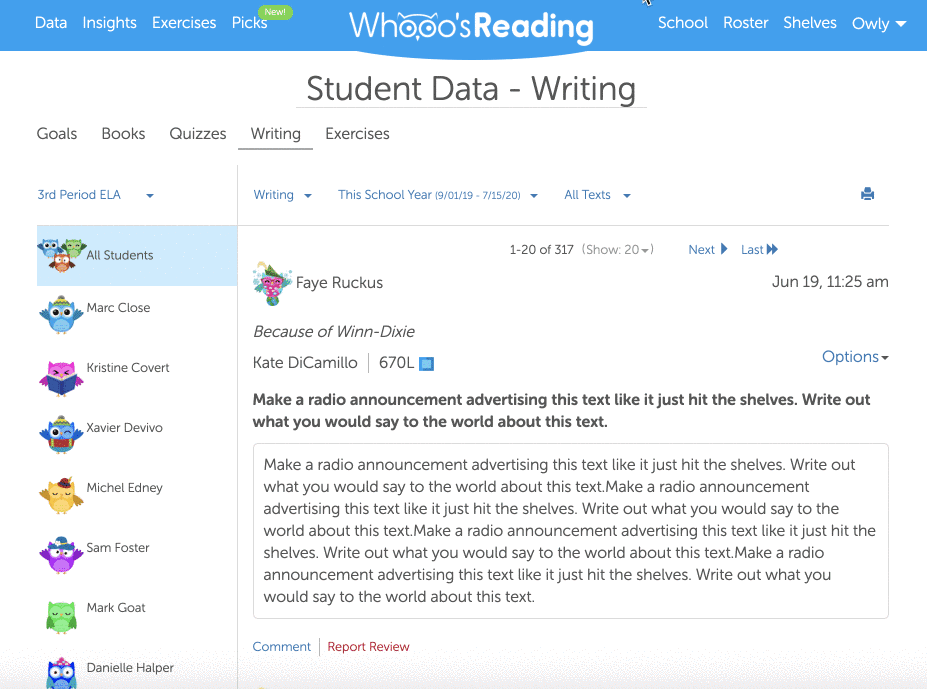 Data Insights Exercises Picks New! Whooo'sReading School Roster Shelves Owly
Student Data - Writing
Goals Books Quizzes Writing Exercises
3rd Period ELA Writing This School Year (9/01/19 - 7/15/20) All Texts
1-20 of 317 (Show: 20) Next Last
All Students
Faye Ruckus Jun 19, 11:25 am
Marc Close
Because of Winn-Dixie
Kate DiCamillo 670L Options
Kristine Covert
Make a radio announcement advertising this text like it just hit the shelves. Write out
what you would say to the world about this text.
Xavier Devivo
Make a radio announcement advertising this text like it just hit the shelves. Write out
what you would say to the world about this text.Make a radio announcement
advertising this text like it just hit the shelves. Write out what you would say to the
world about this text.Make a radio announcement advertising this text like it just hit the
shelves. Write out what you would say to the world about this text.Make a radio
announcement advertising this text like it just hit the shelves. Write out what you
would say to the world about this text.
Michel Edney
Sam Foster
Mark Goat
Comment Report Review
Danielle Halper